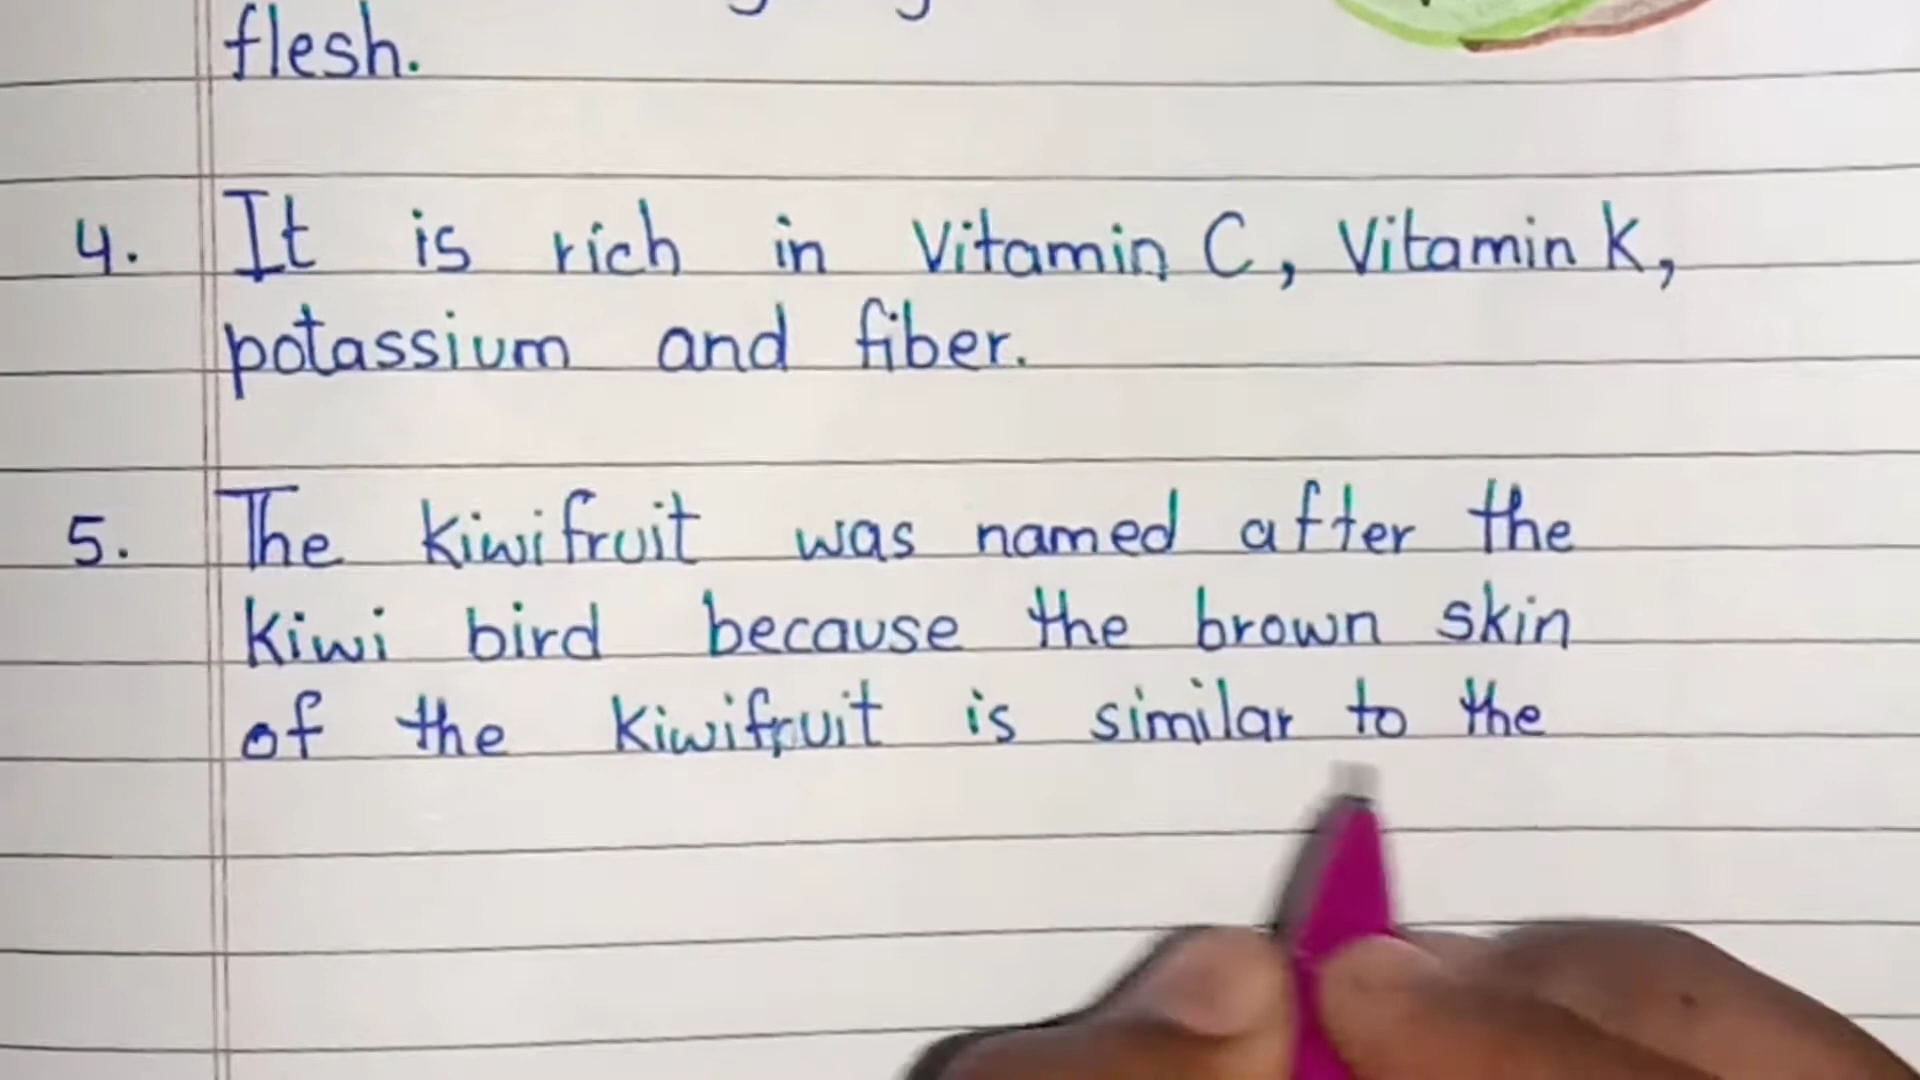 flesh.
4. It is rich in Vitamin C, Vitamin K,
potassium and fiber.
5. The kiwifruit was named after the
kiwi bird because the brown skin
of the kiwifruit is similar to the